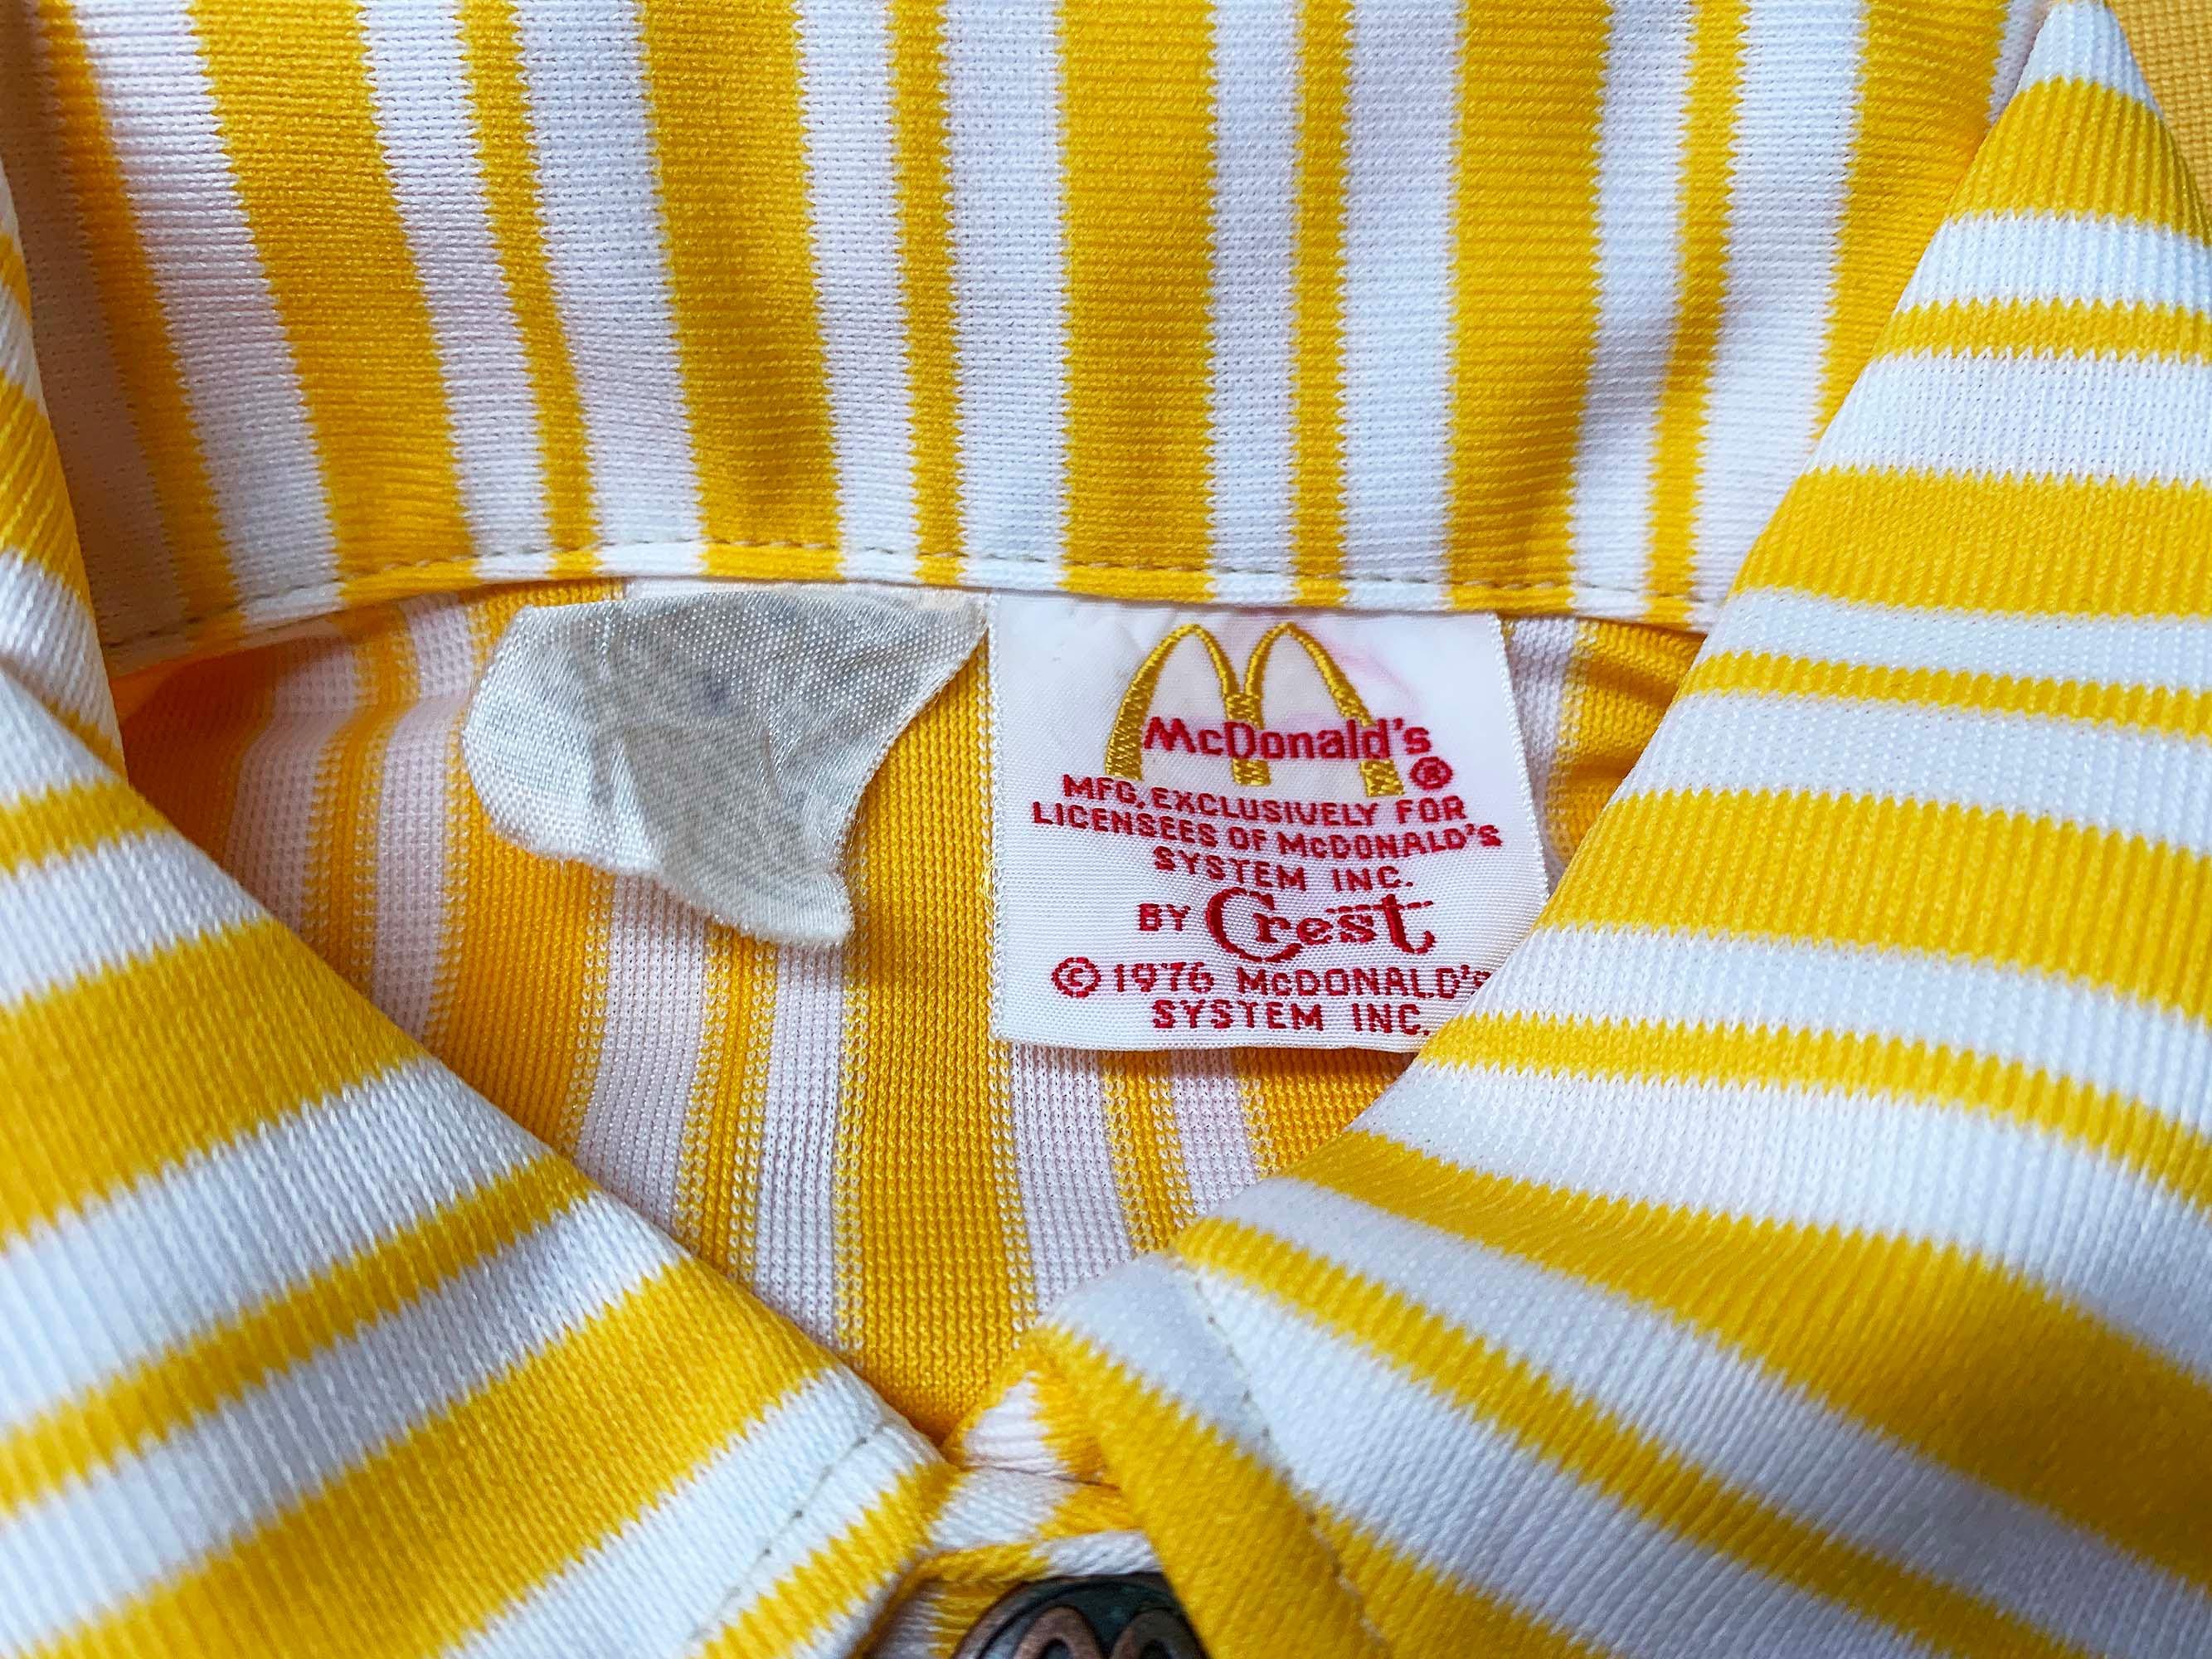 McDonald's
®
MFG. EXCLUSIVELY FOR
LICENSEES OF McDONALD'S
SYSTEM INC.
BY Crest
© 1976 McDONALD'S
SYSTEM INC.